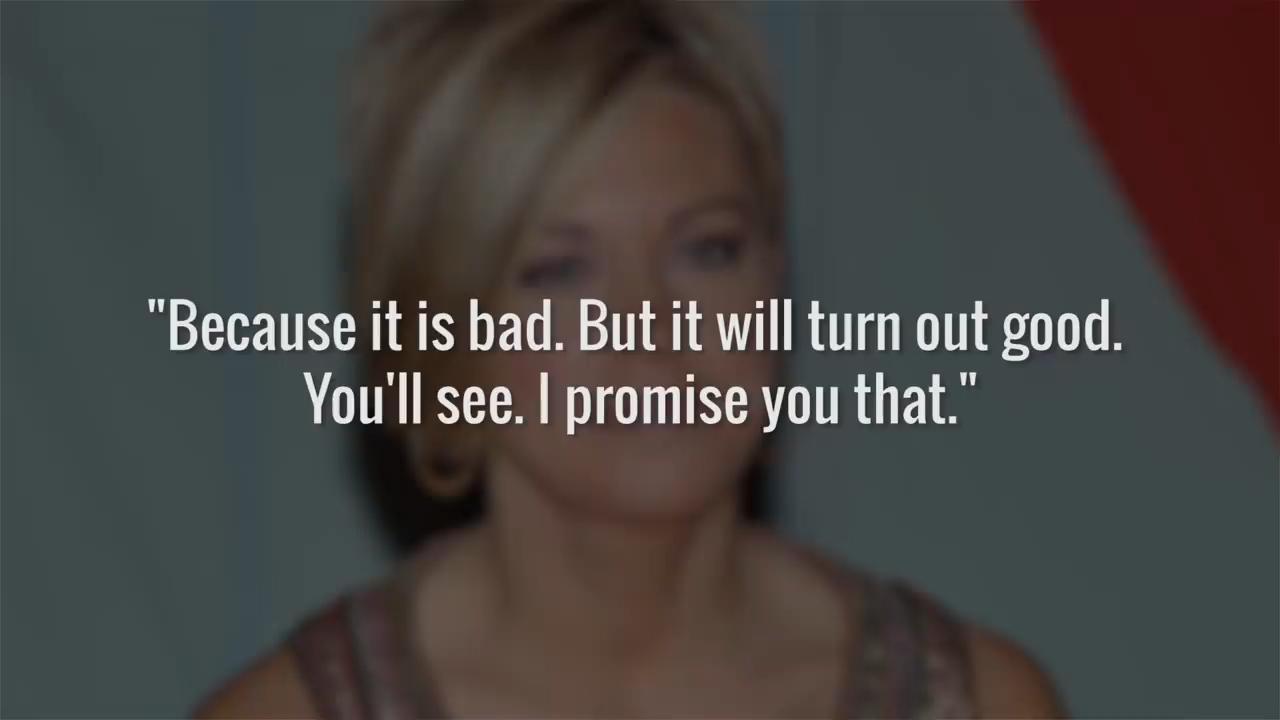 "Because it is bad. But it will turn out good.
You'll see. I promise you that."